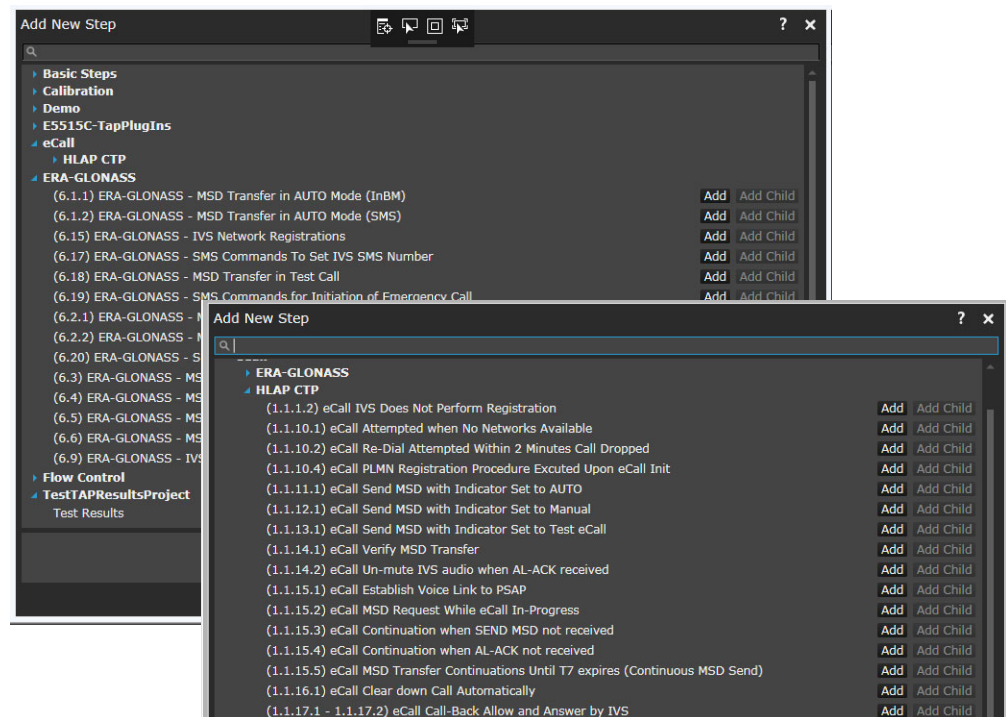 Add New Step
?
Basic Steps
Calibration
Demo
E5515C-TapPlugIns
eCall
HLAP CTP
ERA-GLONASS
(6.1.1) ERA-GLONASS - MSD Transfer in AUTO Mode (InBM) Add Add Child
(6.1.2) ERA-GLONASS - MSD Transfer in AUTO Mode (SMS) Add Add Child
(6.15) ERA-GLONASS - IVS Network Registrations Add Add Child
(6.17) ERA-GLONASS - SMS Commands To Set IVS SMS Number Add Add Child
(6.18) ERA-GLONASS - MSD Transfer in Test Call Add Add Child
(6.19) ERA-GLONASS - SMS Commands for Initiation of Emergency Call Add Add Child
(6.2.1) ERA-GLONASS -
(6.2.2) ERA-GLONASS -
(6.20) ERA-GLONASS - S
(6.3) ERA-GLONASS - MS
(6.4) ERA-GLONASS - MS
(6.5) ERA-GLONASS - MS
(6.6) ERA-GLONASS - MS
(6.9) ERA-GLONASS - IVS
Flow Control
TestTAPResultsProject
Test Results
Add New Step
?
ERA-GLONASS
HLAP CTP
(1.1.1.2) eCall IVS Does Not Perform Registration Add Add Child
(1.1.10.1) eCall Attempted when No Networks Available Add Add Child
(1.1.10.2) eCall Re-Dial Attempted Within 2 Minutes Call Dropped Add Add Child
(1.1.10.4) eCall PLMN Registration Procedure Excuted Upon eCall Init Add Add Child
(1.1.11.1) eCall Send MSD with Indicator Set to AUTO Add Add Child
(1.1.12.1) eCall Send MSD with Indicator Set to Manual Add Add Child
(1.1.13.1) eCall Send MSD with Indicator Set to Test eCall Add Add Child
(1.1.14.1) eCall Verify MSD Transfer Add Add Child
(1.1.14.2) eCall Un-mute IVS audio when AL-ACK received Add Add Child
(1.1.15.1) eCall Establish Voice Link to PSAP Add Add Child
(1.1.15.2) eCall MSD Request While eCall In-Progress Add Add Child
(1.1.15.3) eCall Continuation when SEND MSD not received Add Add Child
(1.1.15.4) eCall Continuation when AL-ACK not received Add Add Child
(1.1.15.5) eCall MSD Transfer Continuations Until T7 expires (Continuous MSD Send) Add Add Child
(1.1.16.1) eCall Clear down Call Automatically Add Add Child
(1.1.17.1 - 1.1.17.2) eCall Call-Back Allow and Answer by IVS Add Add Child